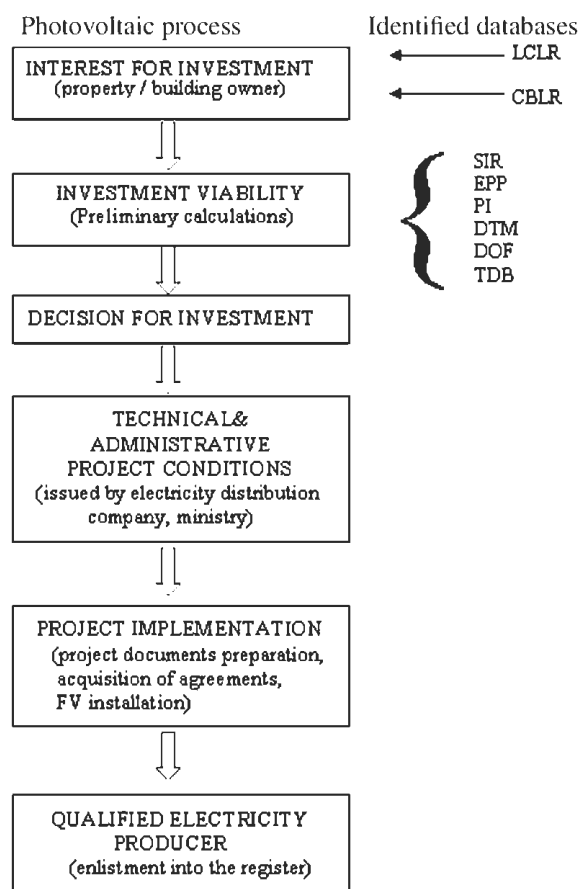 Photovoltaic process
Identified databases
INTEREST FOR INVESTMENT
(property / building owner)
LCLR
CBLR
INVESTMENT VIABILITY
(Preliminary calculations)
SIR
EPP
PI
DTM
DOF
TDB
DECISION FOR INVESTMENT
TECHNICAL&
ADMINISTRATIVE
PROJECT CONDITIONS
(issued by electricity distribution
company, ministry)
PROJECT IMPLEMENTATION
(project documents preparation,
acquisition of agreements,
FV installation)
QUALIFIED ELECTRICITY
PRODUCER
(enlistment into the register)